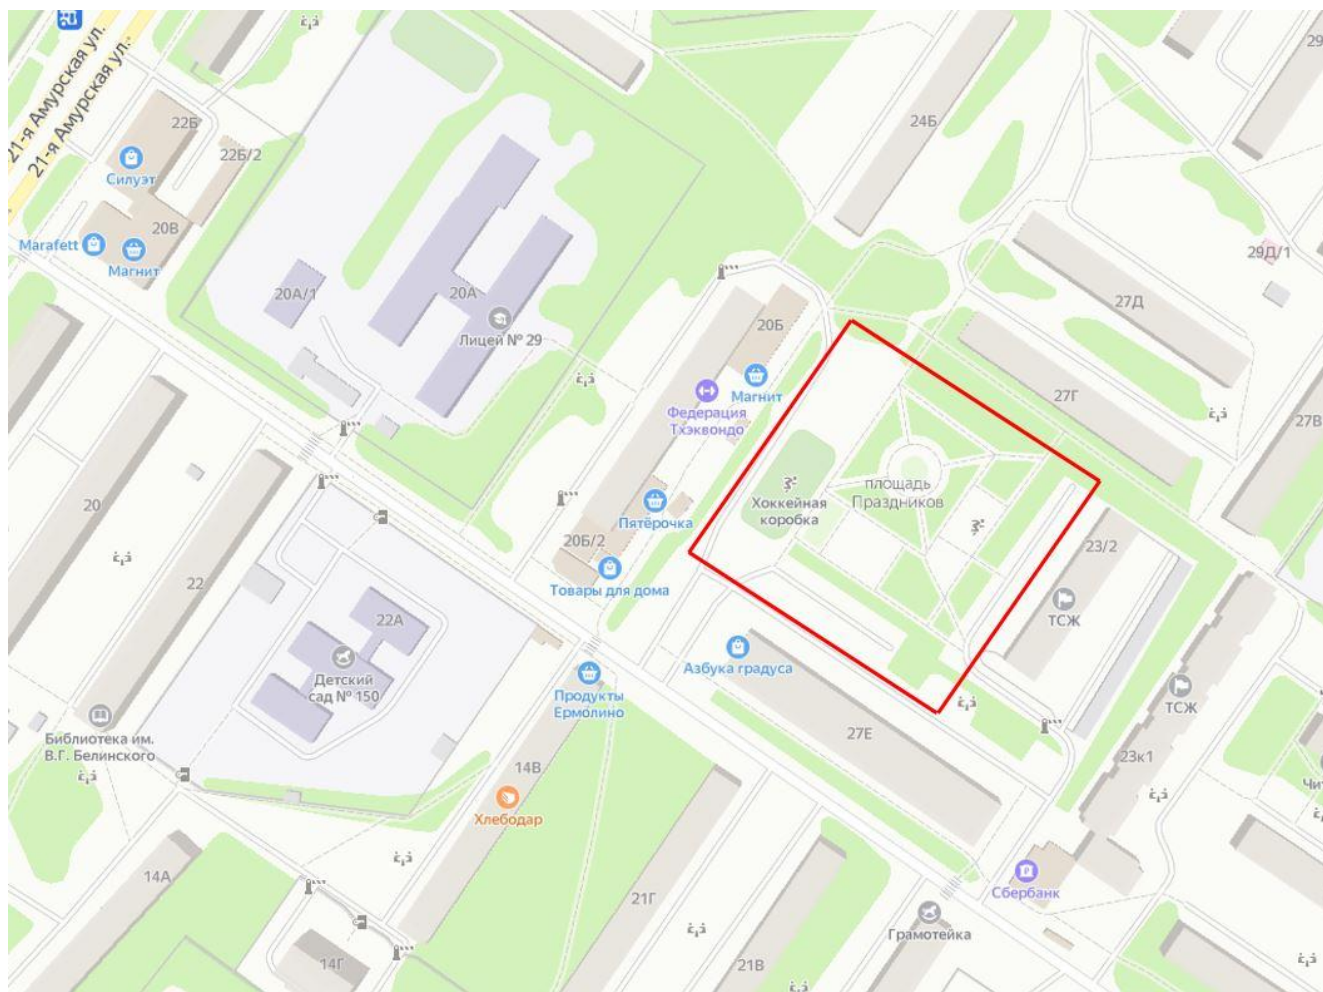 21-я Амурская ул.
21-я Амурская ул.
22Б
22Б/2
Силуэт
20В
Marafett
Магнит
20А/1
20А
Лицей № 29
24Б
29
29Д/1
27Д
20Б
27Г
Магнит
Федерация
Тхэквондо
27В
площадь
Праздников
Хоккейная
коробка
20
Пятёрочка
20Б/2
23/2
22
Товары для дома
ТСЖ
22А
Детский
сад № 150
Азбука градуса
Продукты
Ермолино
ТСЖ
Библиотека им.
В.Г. Белинского
27Е
23к1
14В
Хлебодар
Чит
14А
21Г
Сбербанк
Грамотейка
14Г
21В